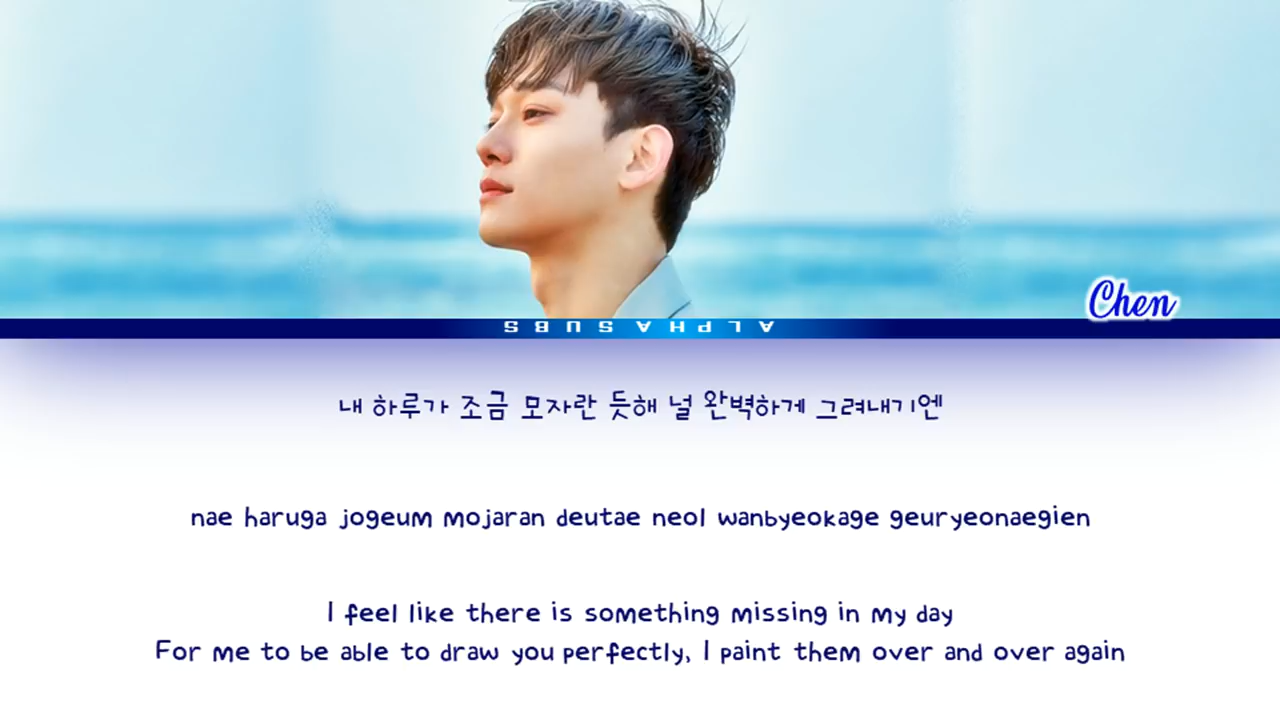 Chen
ALPHASUBS
내 하루가 조금 모자란 듯해 널 완벽하게 그려내기엔
nae haruga jogeum mojaran deutae neol wanbyeokage geuryeonaegien
I feel like there is something missing in my day
For me to be able to draw you perfectly, I paint them over and over again